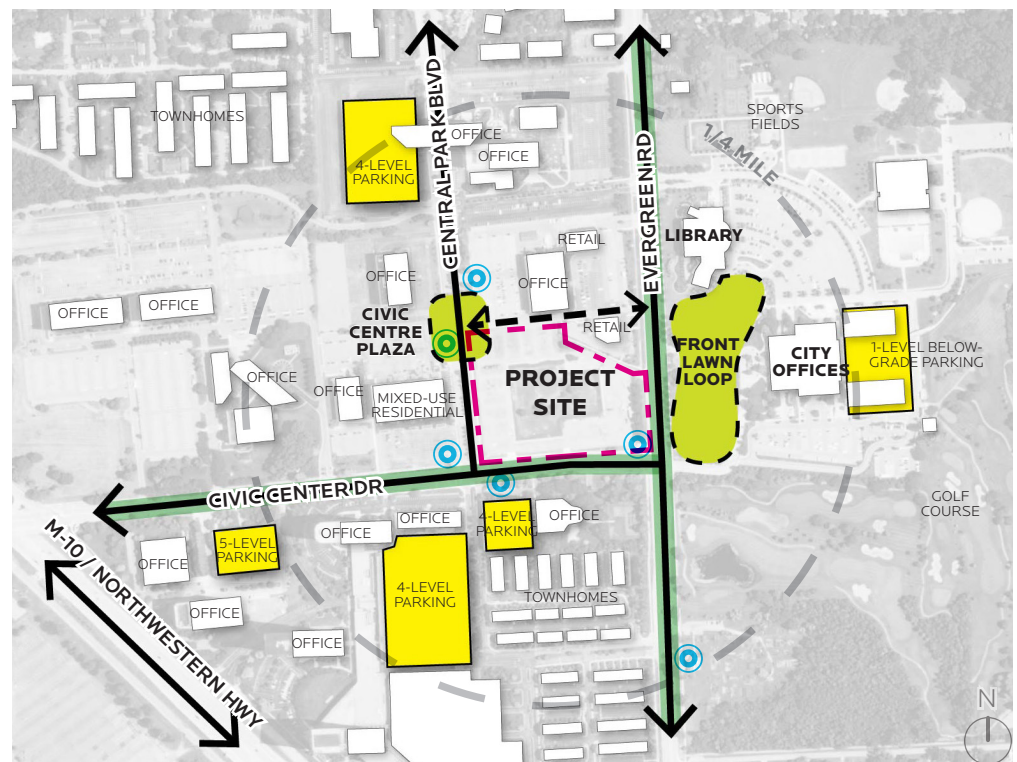 TOWNHOMES
CENTRAL PARK BLVD
OFFICE
OFFICE
4-LEVEL
PARKING
SPORTS
FIELDS
1/4 MILE
EVERGREEN RD
LIBRARY
RETAIL
OFFICE
OFFICE
OFFICE
OFFICE
CIVIC
CENTRE
PLAZA
RETAIL
FRONT
LAWN
LOOP
CITY
OFFICES
1-LEVEL BELOW-
GRADE PARKING
PROJECT
SITE
OFFICE
OFFICE
MIXED-USE
RESIDENTIAL
CIVIC CENTER DR
GOLF
COURSE
M-10 / NORTHWESTERN HWY
OFFICE
OFFICE
4-LEVEL
PARKING
OFFICE
5-LEVEL
PARKING
OFFICE
4-LEVEL
PARKING
TOWNHOMES
OFFICE
OFFICE
N